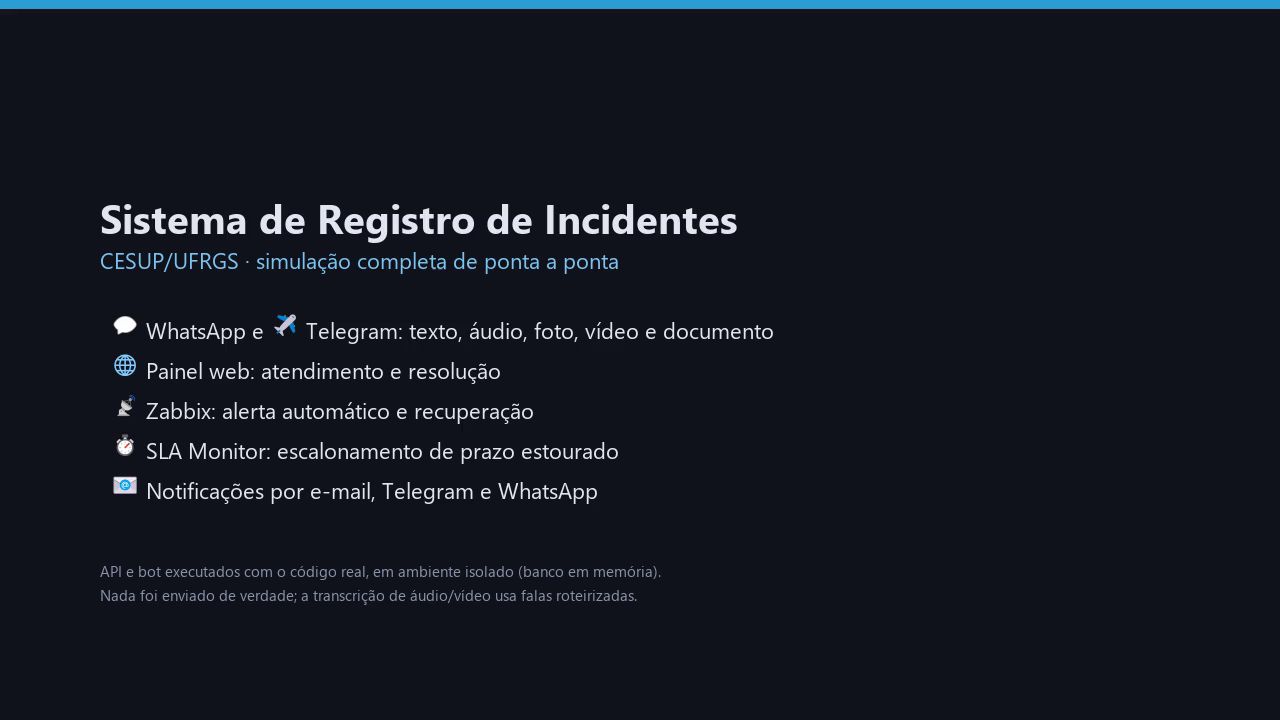 Sistema de Registro de Incidentes
CESUP/UFRGS · simulação completa de ponta a ponta
WhatsApp e Telegram: texto, áudio, foto, vídeo e documento
Painel web: atendimento e resolução
Zabbix: alerta automático e recuperação
SLA Monitor: escalonamento de prazo estourado
Notificações por e-mail, Telegram e WhatsApp
API e bot executados com o código real, em ambiente isolado (banco em memória).
Nada foi enviado de verdade; a transcrição de áudio/vídeo usa falas roteirizadas.